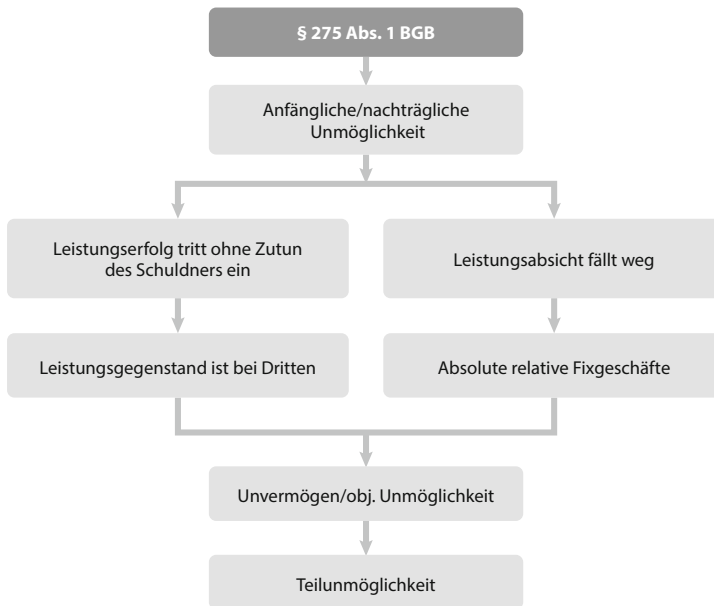 § 275 Abs. 1 BGB
Anfängliche/nachträgliche
Unmöglichkeit
Leistungserfolg tritt ohne Zutun
des Schuldners ein
Leistungsabsicht fällt weg
Leistungsgegenstand ist bei Dritten
Absolute relative Fixgeschäfte
Unvermögen/obj. Unmöglichkeit
Teilunmöglichkeit